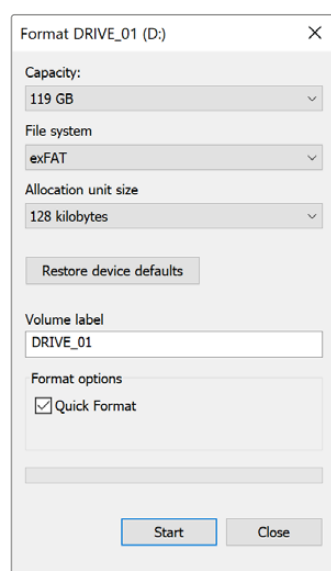 Format DRIVE_01 (D:)
Capacity:
119 GB
File system
exFAT
Allocation unit size
128 kilobytes
Restore device defaults
Volume label
DRIVE_01
Format options
Quick Format
Start Close